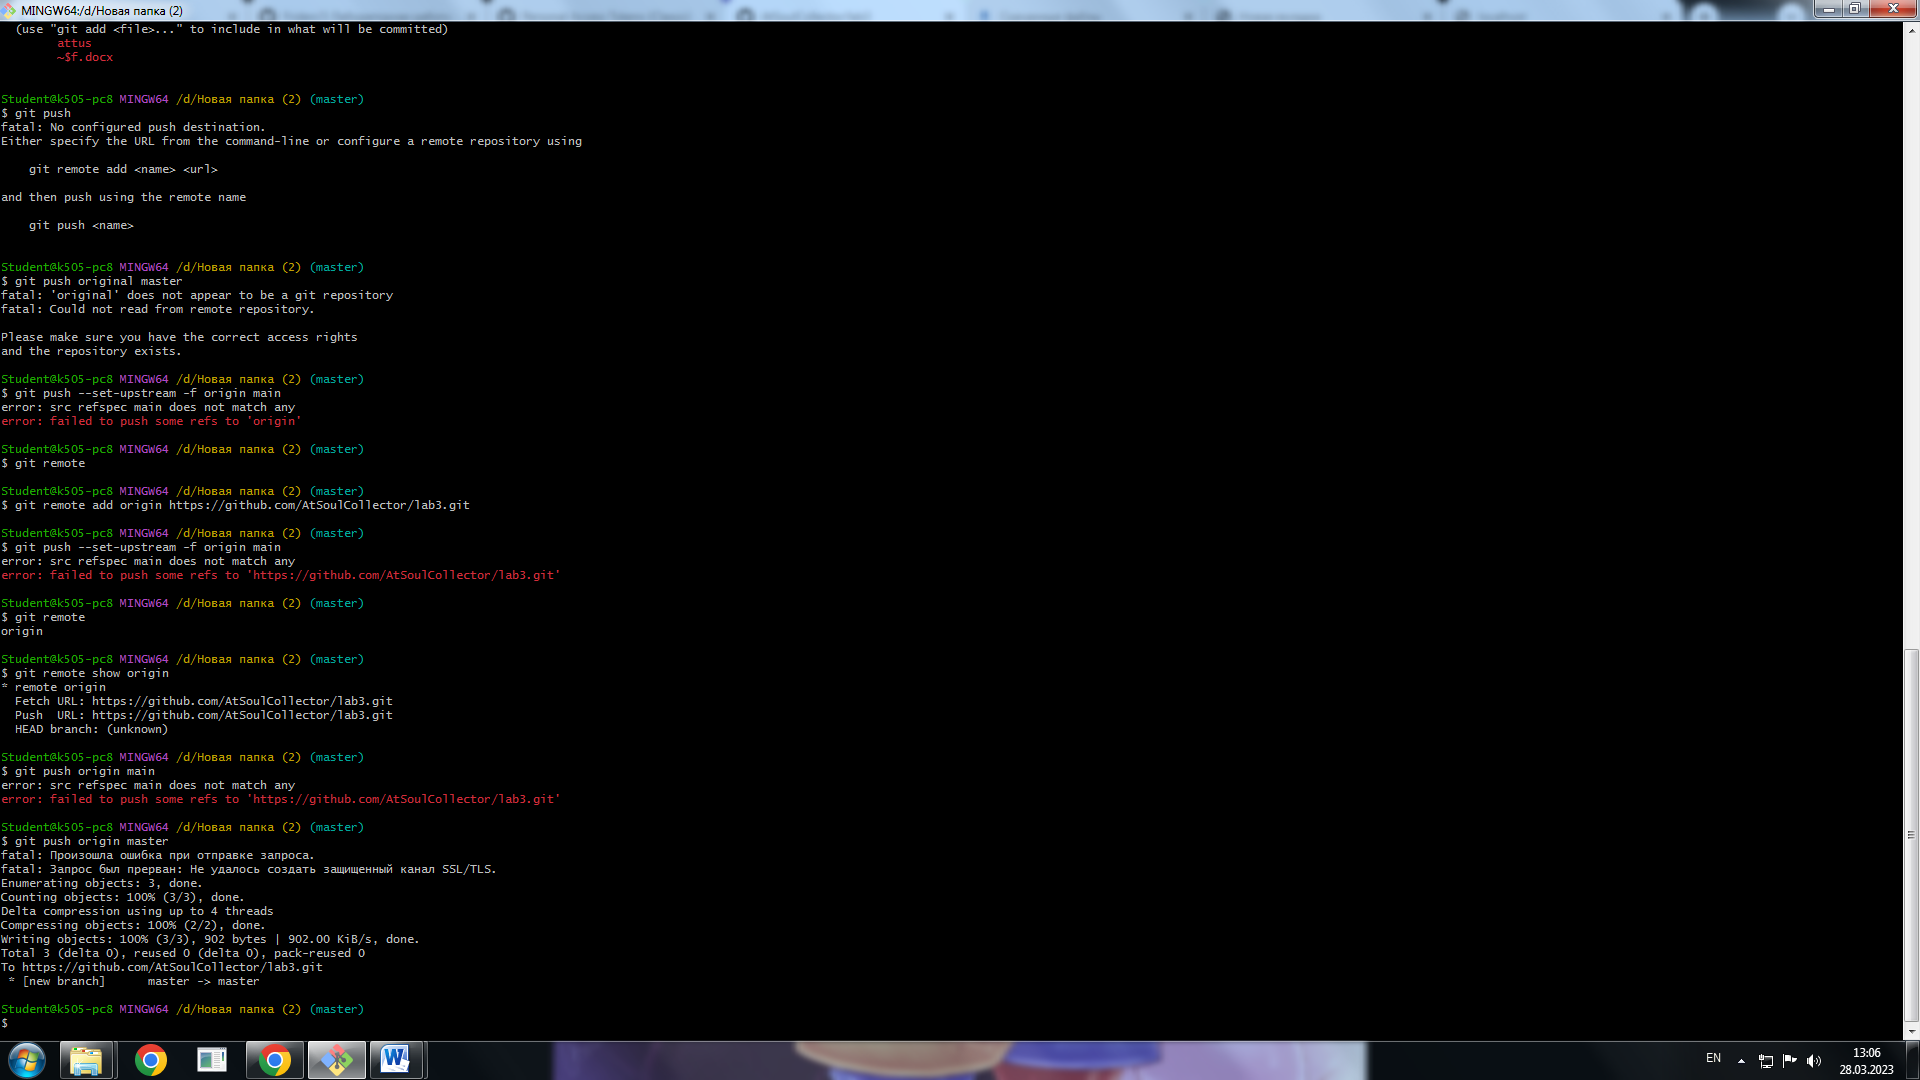 MINGW64:/d/Новая папка (2)
(use "git add <file>..." to include in what will be committed)
attus
~$f.docx
Student@k505-pc8 MINGW64 /d/Новая папка (2) (master)
$ git push
fatal: No configured push destination.
Either specify the URL from the command-line or configure a remote repository using
git remote add <name> <url>
and then push using the remote name
git push <name>
Student@k505-pc8 MINGW64 /d/Новая папка (2) (master)
$ git push original master
fatal: 'original' does not appear to be a git repository
fatal: Could not read from remote repository.
Please make sure you have the correct access rights
and the repository exists.
Student@k505-pc8 MINGW64 /d/Новая папка (2) (master)
$ git push --set-upstream -f origin main
error: src refspec main does not match any
error: failed to push some refs to 'origin'
Student@k505-pc8 MINGW64 /d/Новая папка (2) (master)
$ git remote
Student@k505-pc8 MINGW64 /d/Новая папка (2) (master)
$ git remote add origin https://github.com/AtSoulCollector/lab3.git
Student@k505-pc8 MINGW64 /d/Новая папка (2) (master)
$ git push --set-upstream -f origin main
error: src refspec main does not match any
error: failed to push some refs to 'https://github.com/AtSoulCollector/lab3.git'
Student@k505-pc8 MINGW64 /d/Новая папка (2) (master)
$ git remote
origin
Student@k505-pc8 MINGW64 /d/Новая папка (2) (master)
$ git remote show origin
* remote origin
Fetch URL: https://github.com/AtSoulCollector/lab3.git
Push  URL: https://github.com/AtSoulCollector/lab3.git
HEAD branch: (unknown)
Student@k505-pc8 MINGW64 /d/Новая папка (2) (master)
$ git push origin main
error: src refspec main does not match any
error: failed to push some refs to 'https://github.com/AtSoulCollector/lab3.git'
Student@k505-pc8 MINGW64 /d/Новая папка (2) (master)
$ git push origin master
fatal: Произошла ошибка при отправке запроса.
fatal: Запрос был прерван: Не удалось создать защищенный канал SSL/TLS.
Enumerating objects: 3, done.
Counting objects: 100% (3/3), done.
Delta compression using up to 4 threads
Compressing objects: 100% (2/2), done.
Writing objects: 100% (3/3), 902 bytes | 902.00 KiB/s, done.
Total 3 (delta 0), reused 0 (delta 0), pack-reused 0
To https://github.com/AtSoulCollector/lab3.git
* [new branch]      master -> master
Student@k505-pc8 MINGW64 /d/Новая папка (2) (master)
$
EN
13:06
28.03.2023